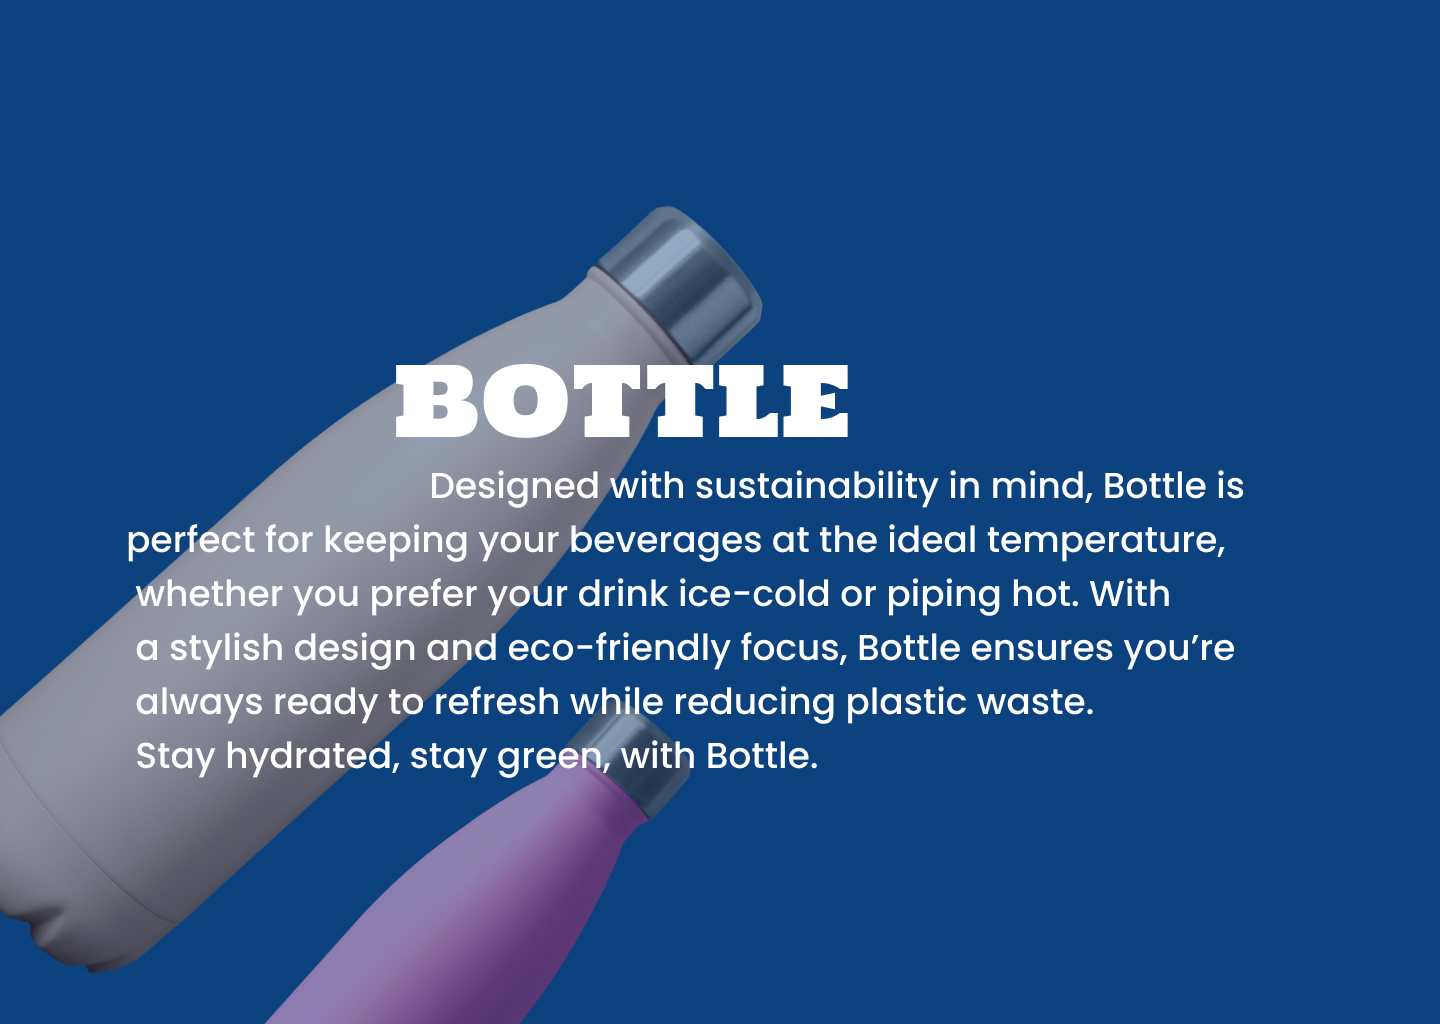 BOTTLE
Designed with sustainability in mind, Bottle is
perfect for keeping your beverages at the ideal temperature,
whether you prefer your drink ice-cold or piping hot. With
a stylish design and eco-friendly focus, Bottle ensures you’re
always ready to refresh while reducing plastic waste.
Stay hydrated, stay green, with Bottle.